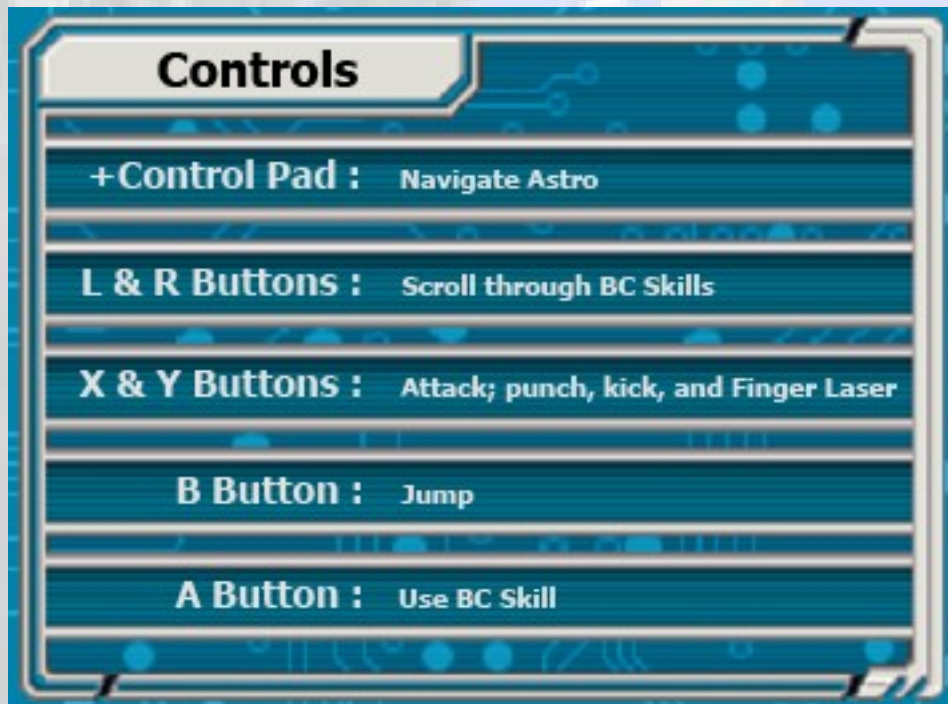 Controls
+Control Pad : Navigate Astro
L & R Buttons : Scroll through BC Skills
X & Y Buttons : Attack; punch, kick, and Finger Laser
B Button : Jump
A Button : Use BC Skill